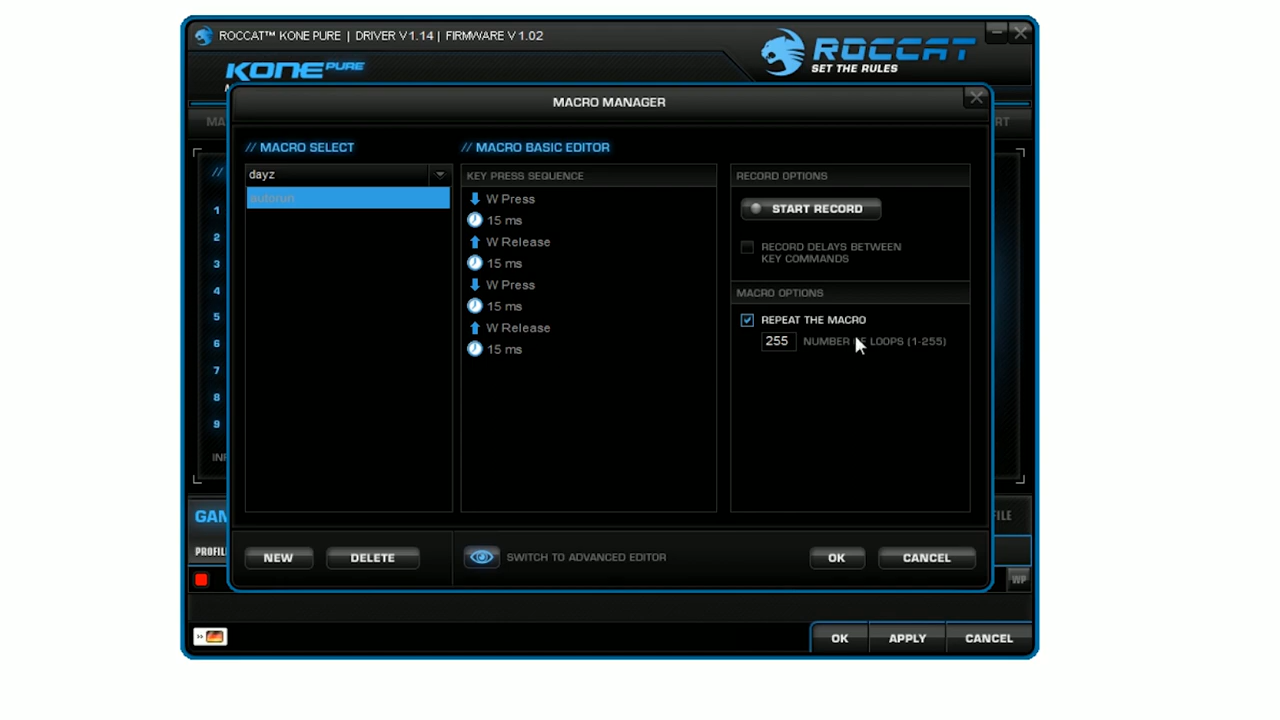 ROCCAT™ KONE PURE | DRIVER V 1.14 | FIRMWARE V 1.02
ROCCAT
SET THE RULES
KONE PURE
MACRO MANAGER
// MACRO SELECT
// MACRO BASIC EDITOR
dayz
autorun
KEY PRESS SEQUENCE
W Press
15 ms
W Release
15 ms
W Press
15 ms
W Release
15 ms
RECORD OPTIONS
START RECORD
RECORD DELAYS BETWEEN
KEY COMMANDS
MACRO OPTIONS
REPEAT THE MACRO
255 NUMBER OF LOOPS (1-255)
//
1
2
3
4
5
6
7
8
9
NEW
DELETE
SWITCH TO ADVANCED EDITOR
OK
CANCEL
WP
OK
APPLY
CANCEL